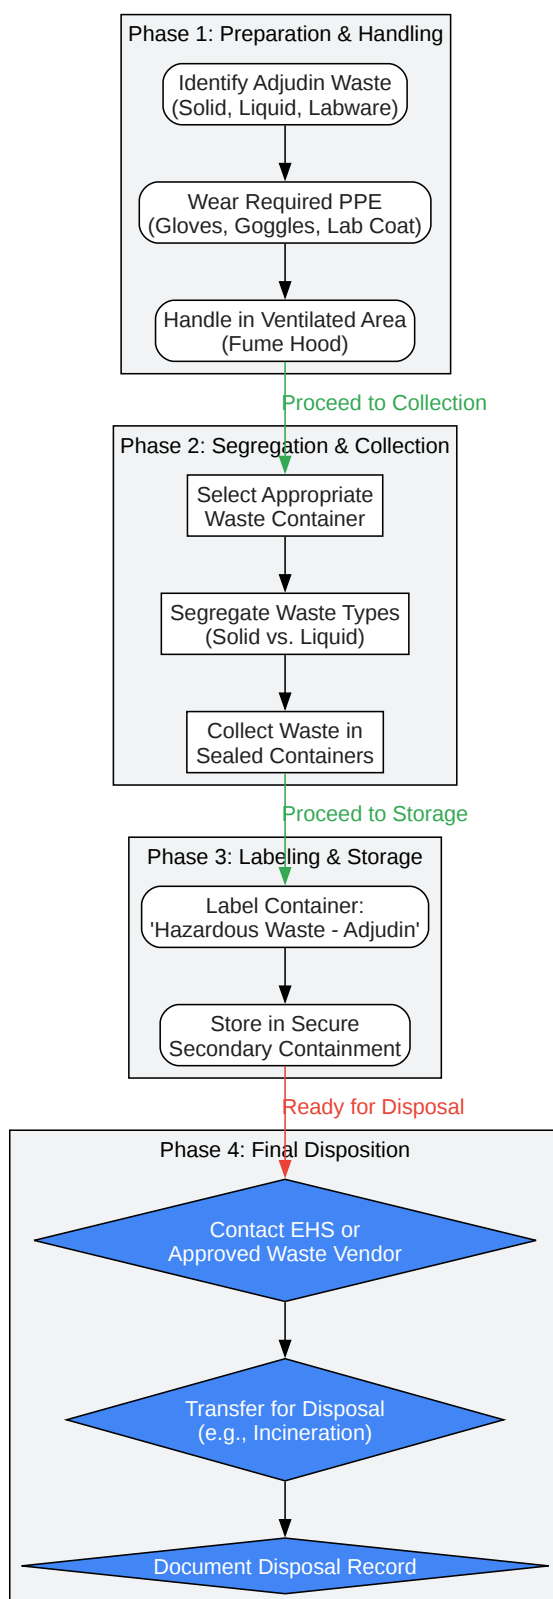 Phase 1: Preparation & Handling
Identify Adjudin Waste
(Solid, Liquid, Labware)
Wear Required PPE
(Gloves, Goggles, Lab Coat)
Handle in Ventilated Area
(Fume Hood)
Proceed to Collection
Phase 2: Segregation & Collection
Select Appropriate
Waste Container
Segregate Waste Types
(Solid vs. Liquid)
Collect Waste in
Sealed Containers
Proceed to Storage
Phase 3: Labeling & Storage
Label Container:
'Hazardous Waste - Adjudin'
Store in Secure
Secondary Containment
Ready for Disposal
Phase 4: Final Disposition
Contact EHS or
Approved Waste Vendor
Transfer for Disposal
(e.g., Incineration)
Document Disposal Record